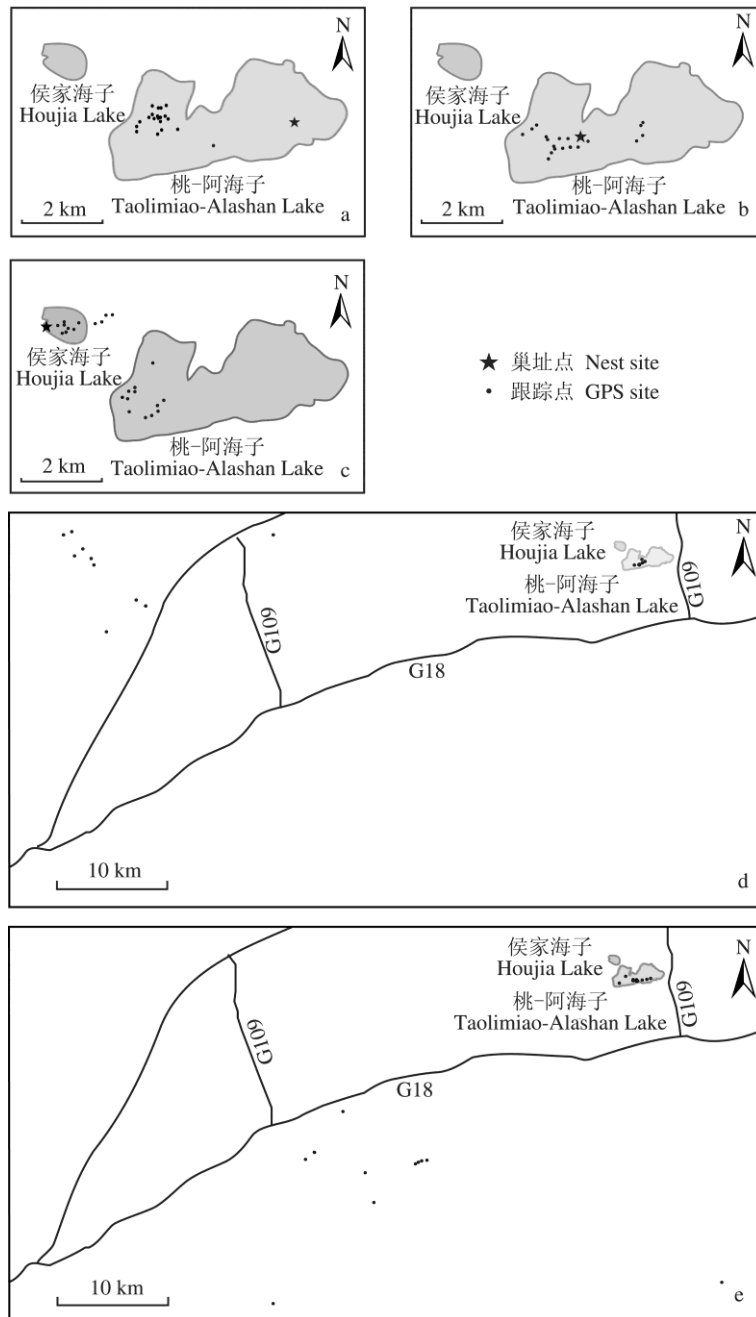 N
侯家海子
Houjia Lake
桃-阿海子
Taolimiao-Alashan Lake
2 km
a
N
侯家海子
Houjia Lake
桃-阿海子
Taolimiao-Alashan Lake
2 km
b
N
侯家海子
Houjia Lake
桃-阿海子
Taolimiao-Alashan Lake
2 km
c
巢址点 Nest site
跟踪点 GPS site
N
侯家海子
Houjia Lake
桃-阿海子
Taolimiao-Alashan Lake
G109
G109
G18
10 km
d
N
侯家海子
Houjia Lake
桃-阿海子
Taolimiao-Alashan Lake
G109
G109
G18
10 km
e